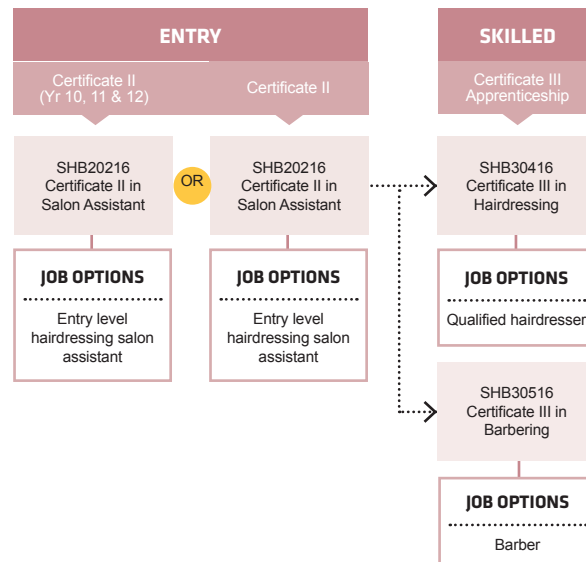 ENTRY
Certificate II
(Yr 10, 11 & 12)
Certificate II
SHB20216
Certificate II in
Salon Assistant
OR
SHB20216
Certificate II in
Salon Assistant
JOB OPTIONS
Entry level
hairdressing salon
assistant
JOB OPTIONS
Entry level
hairdressing salon
assistant
SKILLED
Certificate III
Apprenticeship
SHB30416
Certificate III in
Hairdressing
JOB OPTIONS
Qualified hairdresser
SHB30516
Certificate III in
Barbering
JOB OPTIONS
Barber